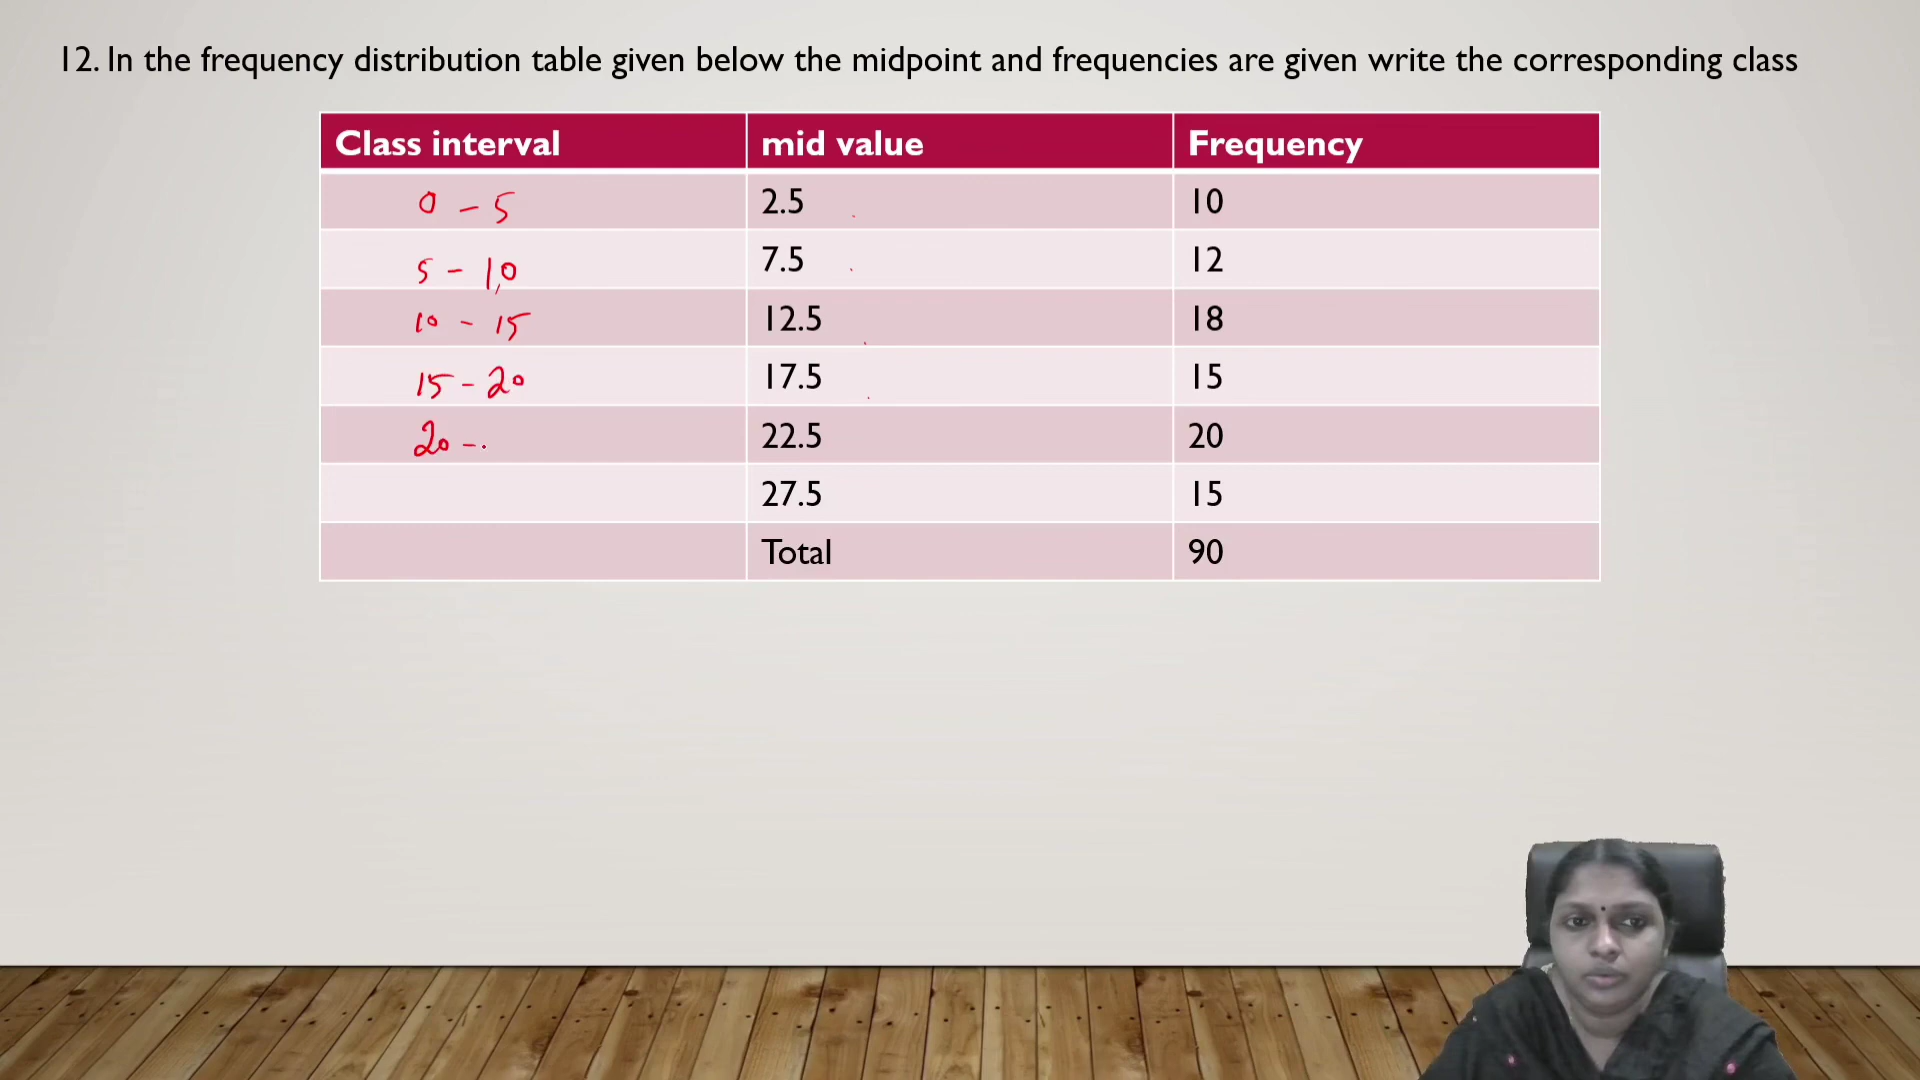 12. In the frequency distribution table given below the midpoint and frequencies are given write the corresponding class
Class interval mid value Frequency
0 - 5 2.5 10
5 - 10 7.5 12
10 - 15 12.5 18
15 - 20 17.5 15
20 - 22.5 20
27.5 15
Total 90